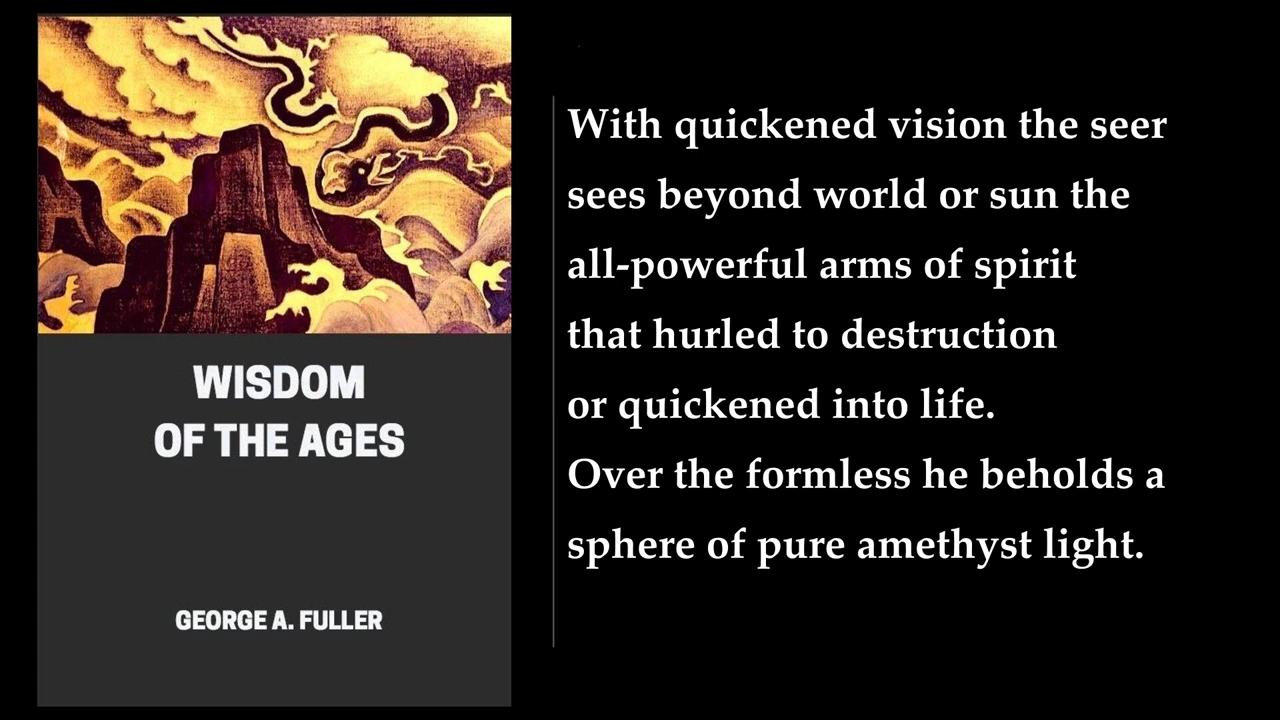 WISDOM
OF THE AGES
GEORGE A. FULLER
With quickened vision the seer
sees beyond world or sun the
all-powerful arms of spirit
that hurled to destruction
or quickened into life.
Over the formless he beholds a
sphere of pure amethyst light.